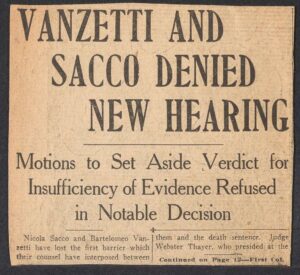 VANZETTI AND
SACCO DENIED
NEW HEARING
Motions to Set Aside Verdict for
Insufficiency of Evidence Refused
in Notable Decision
Nicola Sacco and Bartolomeo Van-
zetti have lost the first barrier which
their counsel have interposed between
them and the death sentence. Judge
Webster Thayer, who presided at the
Continued on Page 12—First Col.